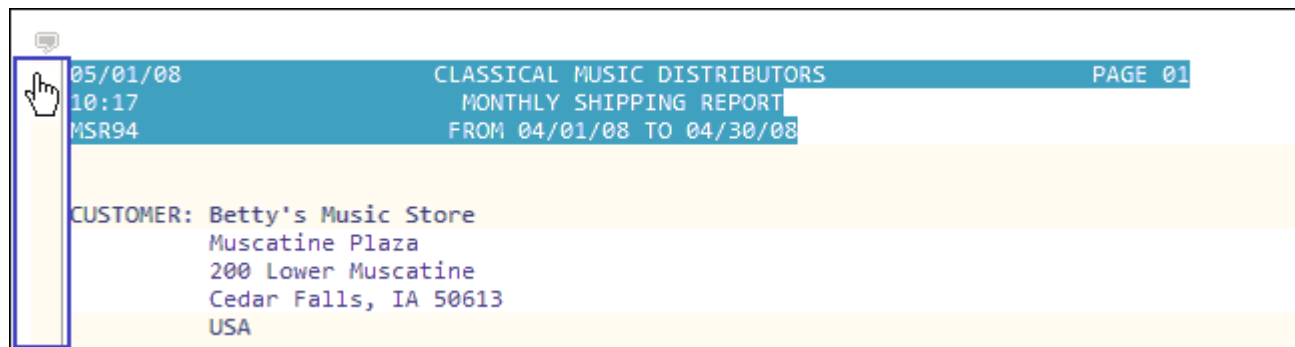 05/01/08 CLASSICAL MUSIC DISTRIBUTORS PAGE 01
10:17 MONTHLY SHIPPING REPORT
MSR94 FROM 04/01/08 TO 04/30/08
CUSTOMER: Betty's Music Store
Muscatine Plaza
200 Lower Muscatine
Cedar Falls, IA 50613
USA